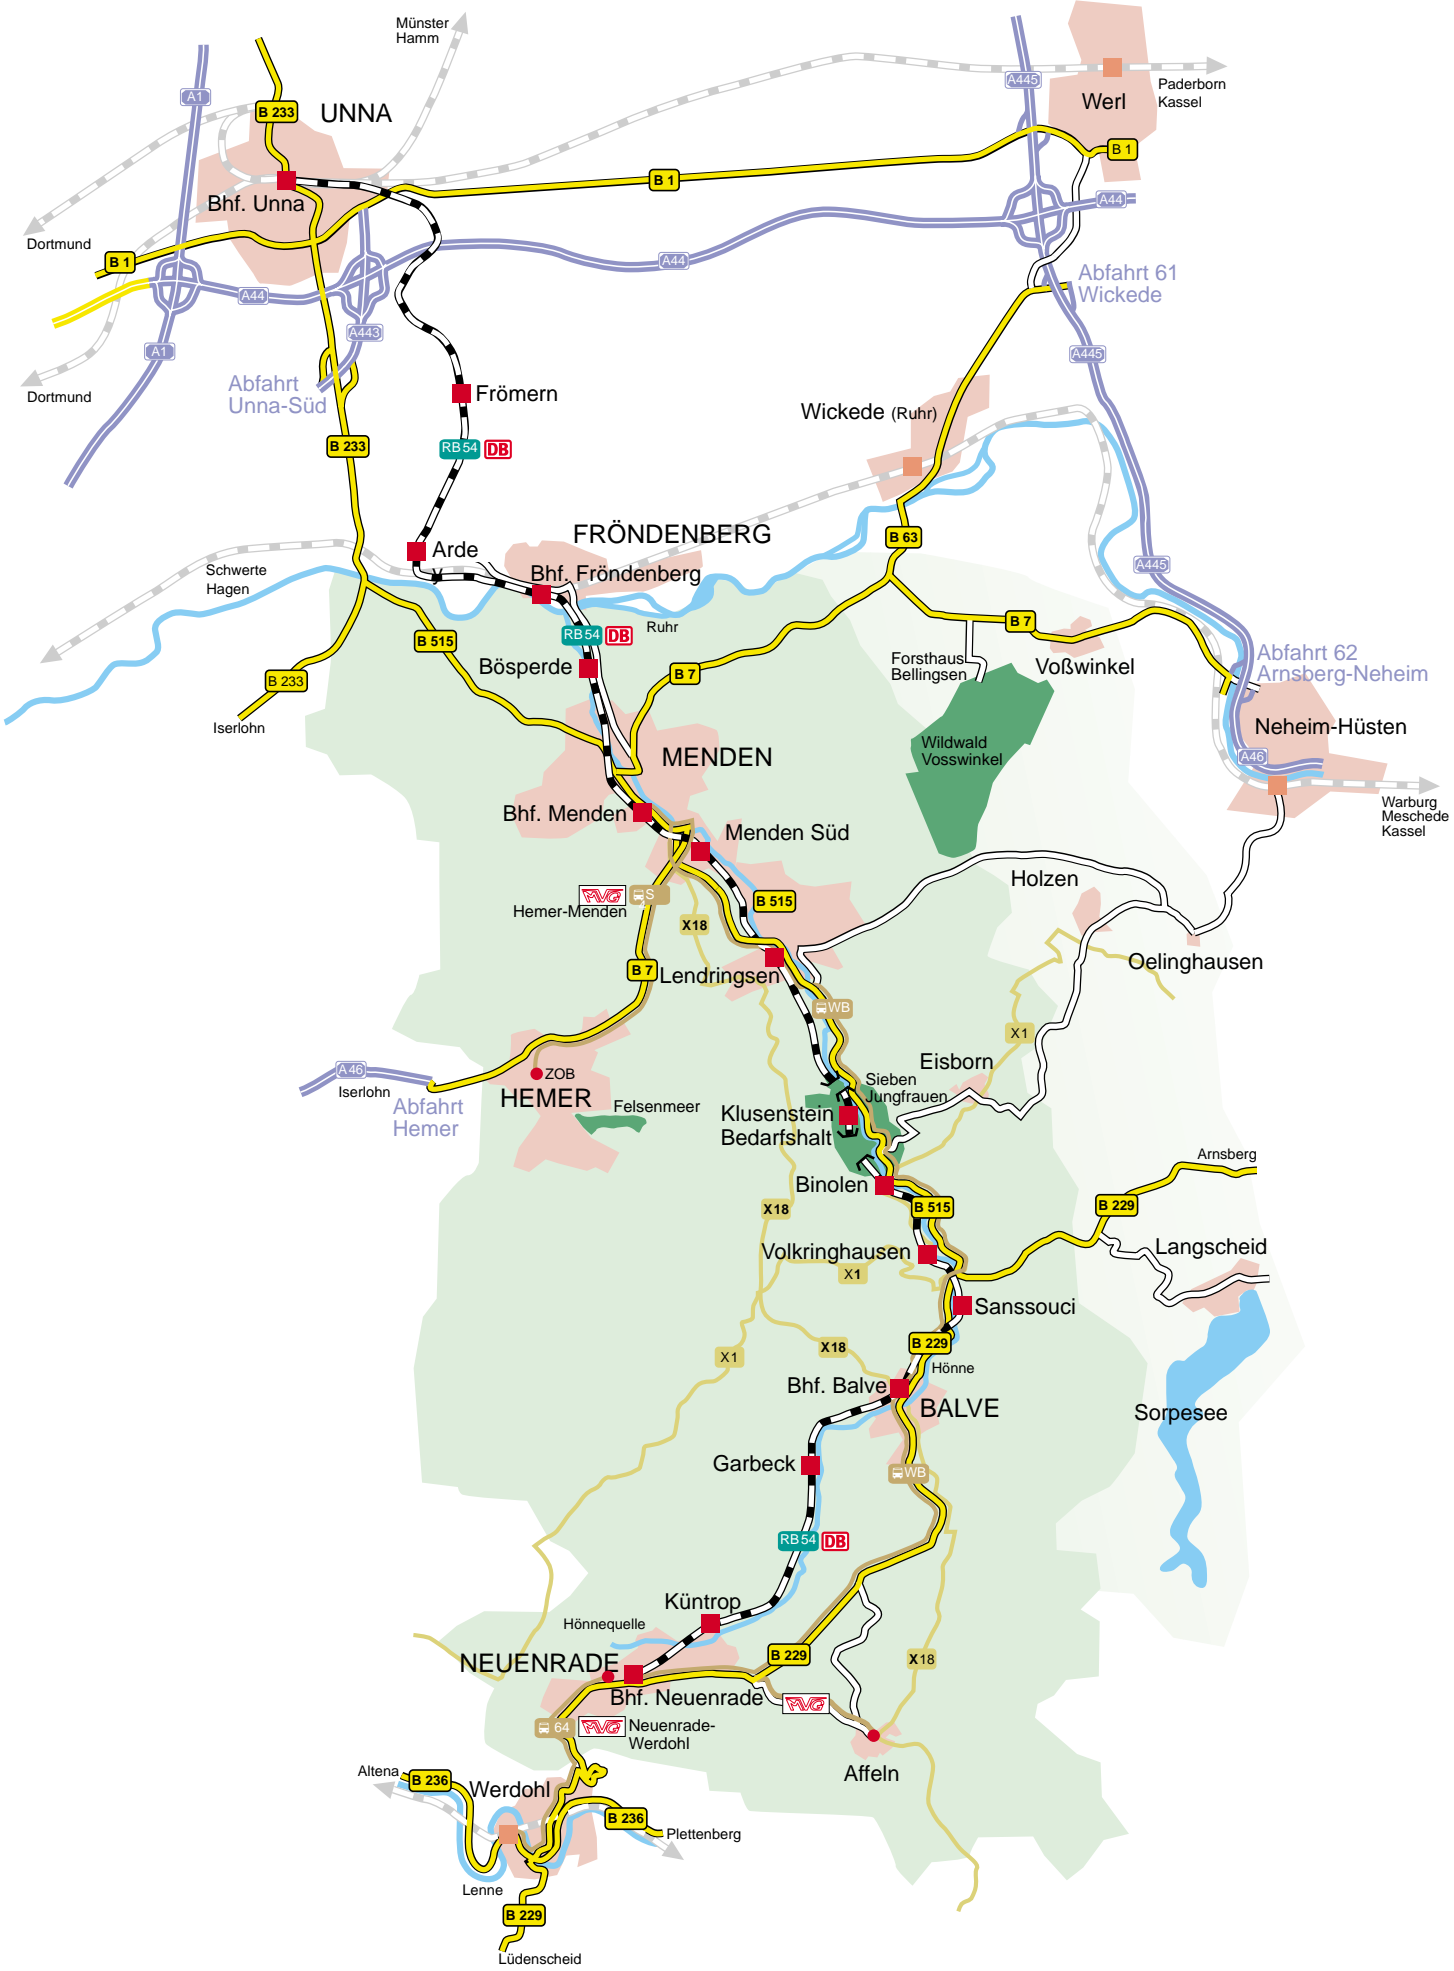 Münster
Hamm
A1
B 233
UNNA
A445
Werl
Paderborn
Kassel
B 1
B 1
Bhf. Unna
A44
Dortmund
B 1
A44
A44
Abfahrt 61
Wickede
A443
A1
A445
Abfahrt
Unna-Süd
Dortmund
Frömern
Wickede (Ruhr)
B 233
RB54 DB
FRÖNDENBERG
B 63
Arde
y
Schwerte
Hagen
Bhf. Fröndenberg
A445
Ruhr
B 7
RB54 DB
B 515
Bösperde
B 7
Forsthaus
Bellingsen
Voßwinkel
Abfahrt 62
Arnsberg-Neheim
B 233
Iserlohn
Neheim-Hüsten
Wildwald
Vosswinkel
MENDEN
A46
Bhf. Menden
Menden Süd
Warburg
Meschede
Kassel
MVG S
Hemer-Menden
B 515
Holzen
X18
B 7
Lendringsen
Oelinghausen
WB
X1
A 46
Iserlohn
Abfahrt
Hemer
ZOB
HEMER
Felsenmeer
Eisborn
Sieben
Jungfrauen
Klusenstein
Bedarfshalt
Binolen
Arnsberg
X18
B 515
B 229
Volkringhausen
Langscheid
X1
Sanssouci
X18
B 229
X1
Hönne
Bhf. Balve
BALVE
Sorpesee
Garbeck
WB
RB54 DB
Küntrop
Hönnequelle
NEUENRADE
B 229
X18
Bhf. Neuenrade
MVG
64 MVG
Neuenrade-
Werdohl
Altena
B 236
Werdohl
Affeln
B 236
Plettenberg
Lenne
B 229
Lüdenscheid